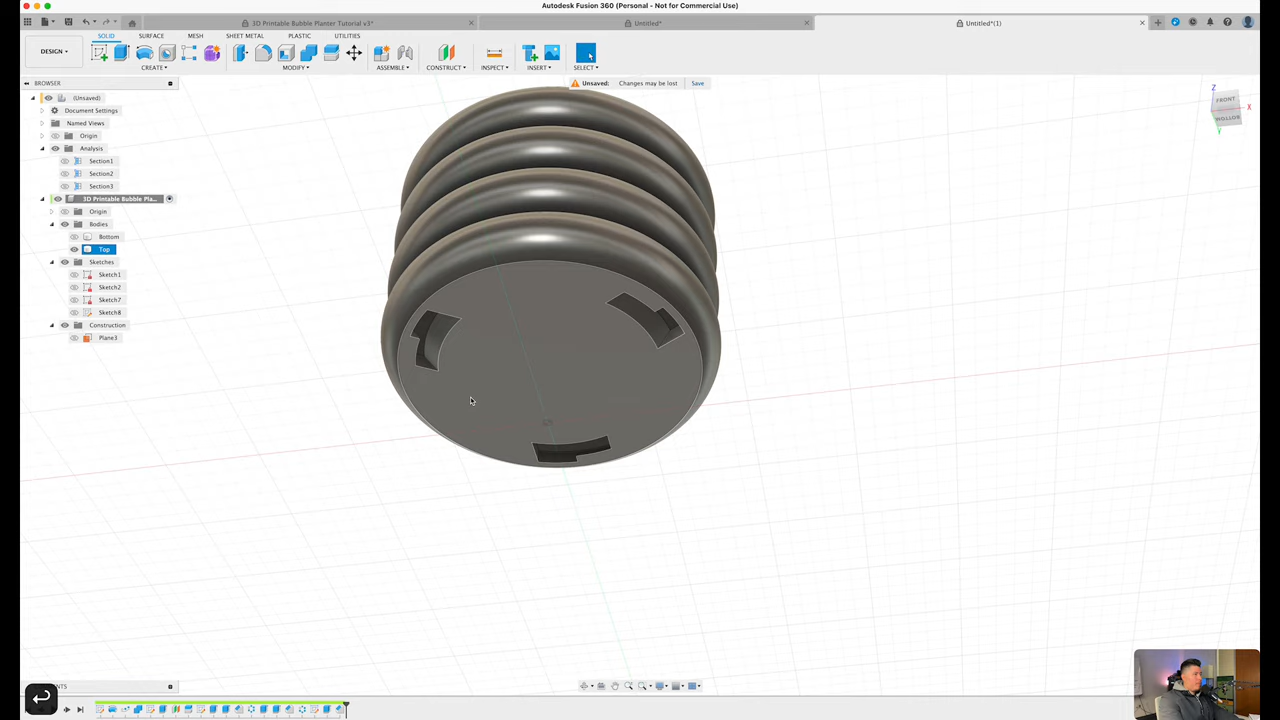 Autodesk Fusion 360 (Personal - Not for Commercial Use)
3D Printable Bubble Planter Tutorial v3*
Untitled*
Untitled*(1)
DESIGN
SOLID SURFACE MESH SHEET METAL PLASTIC UTILITIES
CREATE MODIFY ASSEMBLE CONSTRUCT INSPECT INSERT SELECT
BROWSER
Unsaved: Changes may be lost Save
(Unsaved)
Document Settings
Named Views
Origin
Analysis
Section1
Section2
Section3
3D Printable Bubble Pla...
Origin
Bodies
Bottom
Top
Sketches
Sketch1
Sketch2
Sketch7
Sketch8
Construction
Plane3
Z
FRONT
X
BOTTOM
Y